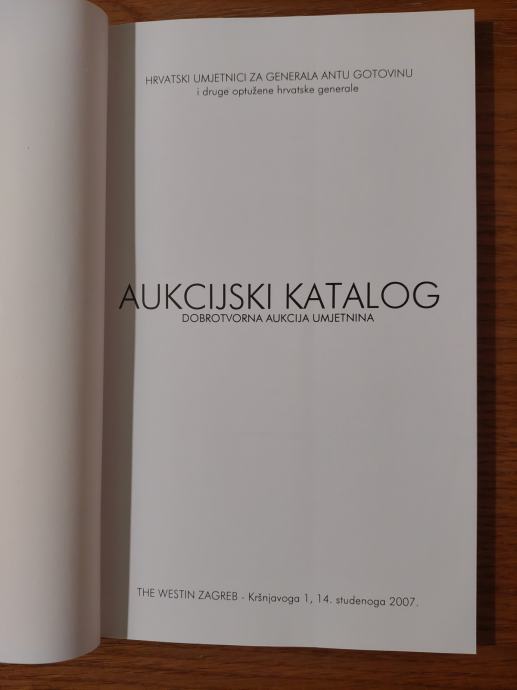 HRVATSKI UMJETNICI ZA GENERALA ANTU GOTOVINU
i druge optužene hrvatske generale
AUKCIJSKI KATALOG
DOBROTVORNA AUKCIJA UMJETNINA
THE WESTIN ZAGREB - Kršnjavoga 1, 14. studenoga 2007.